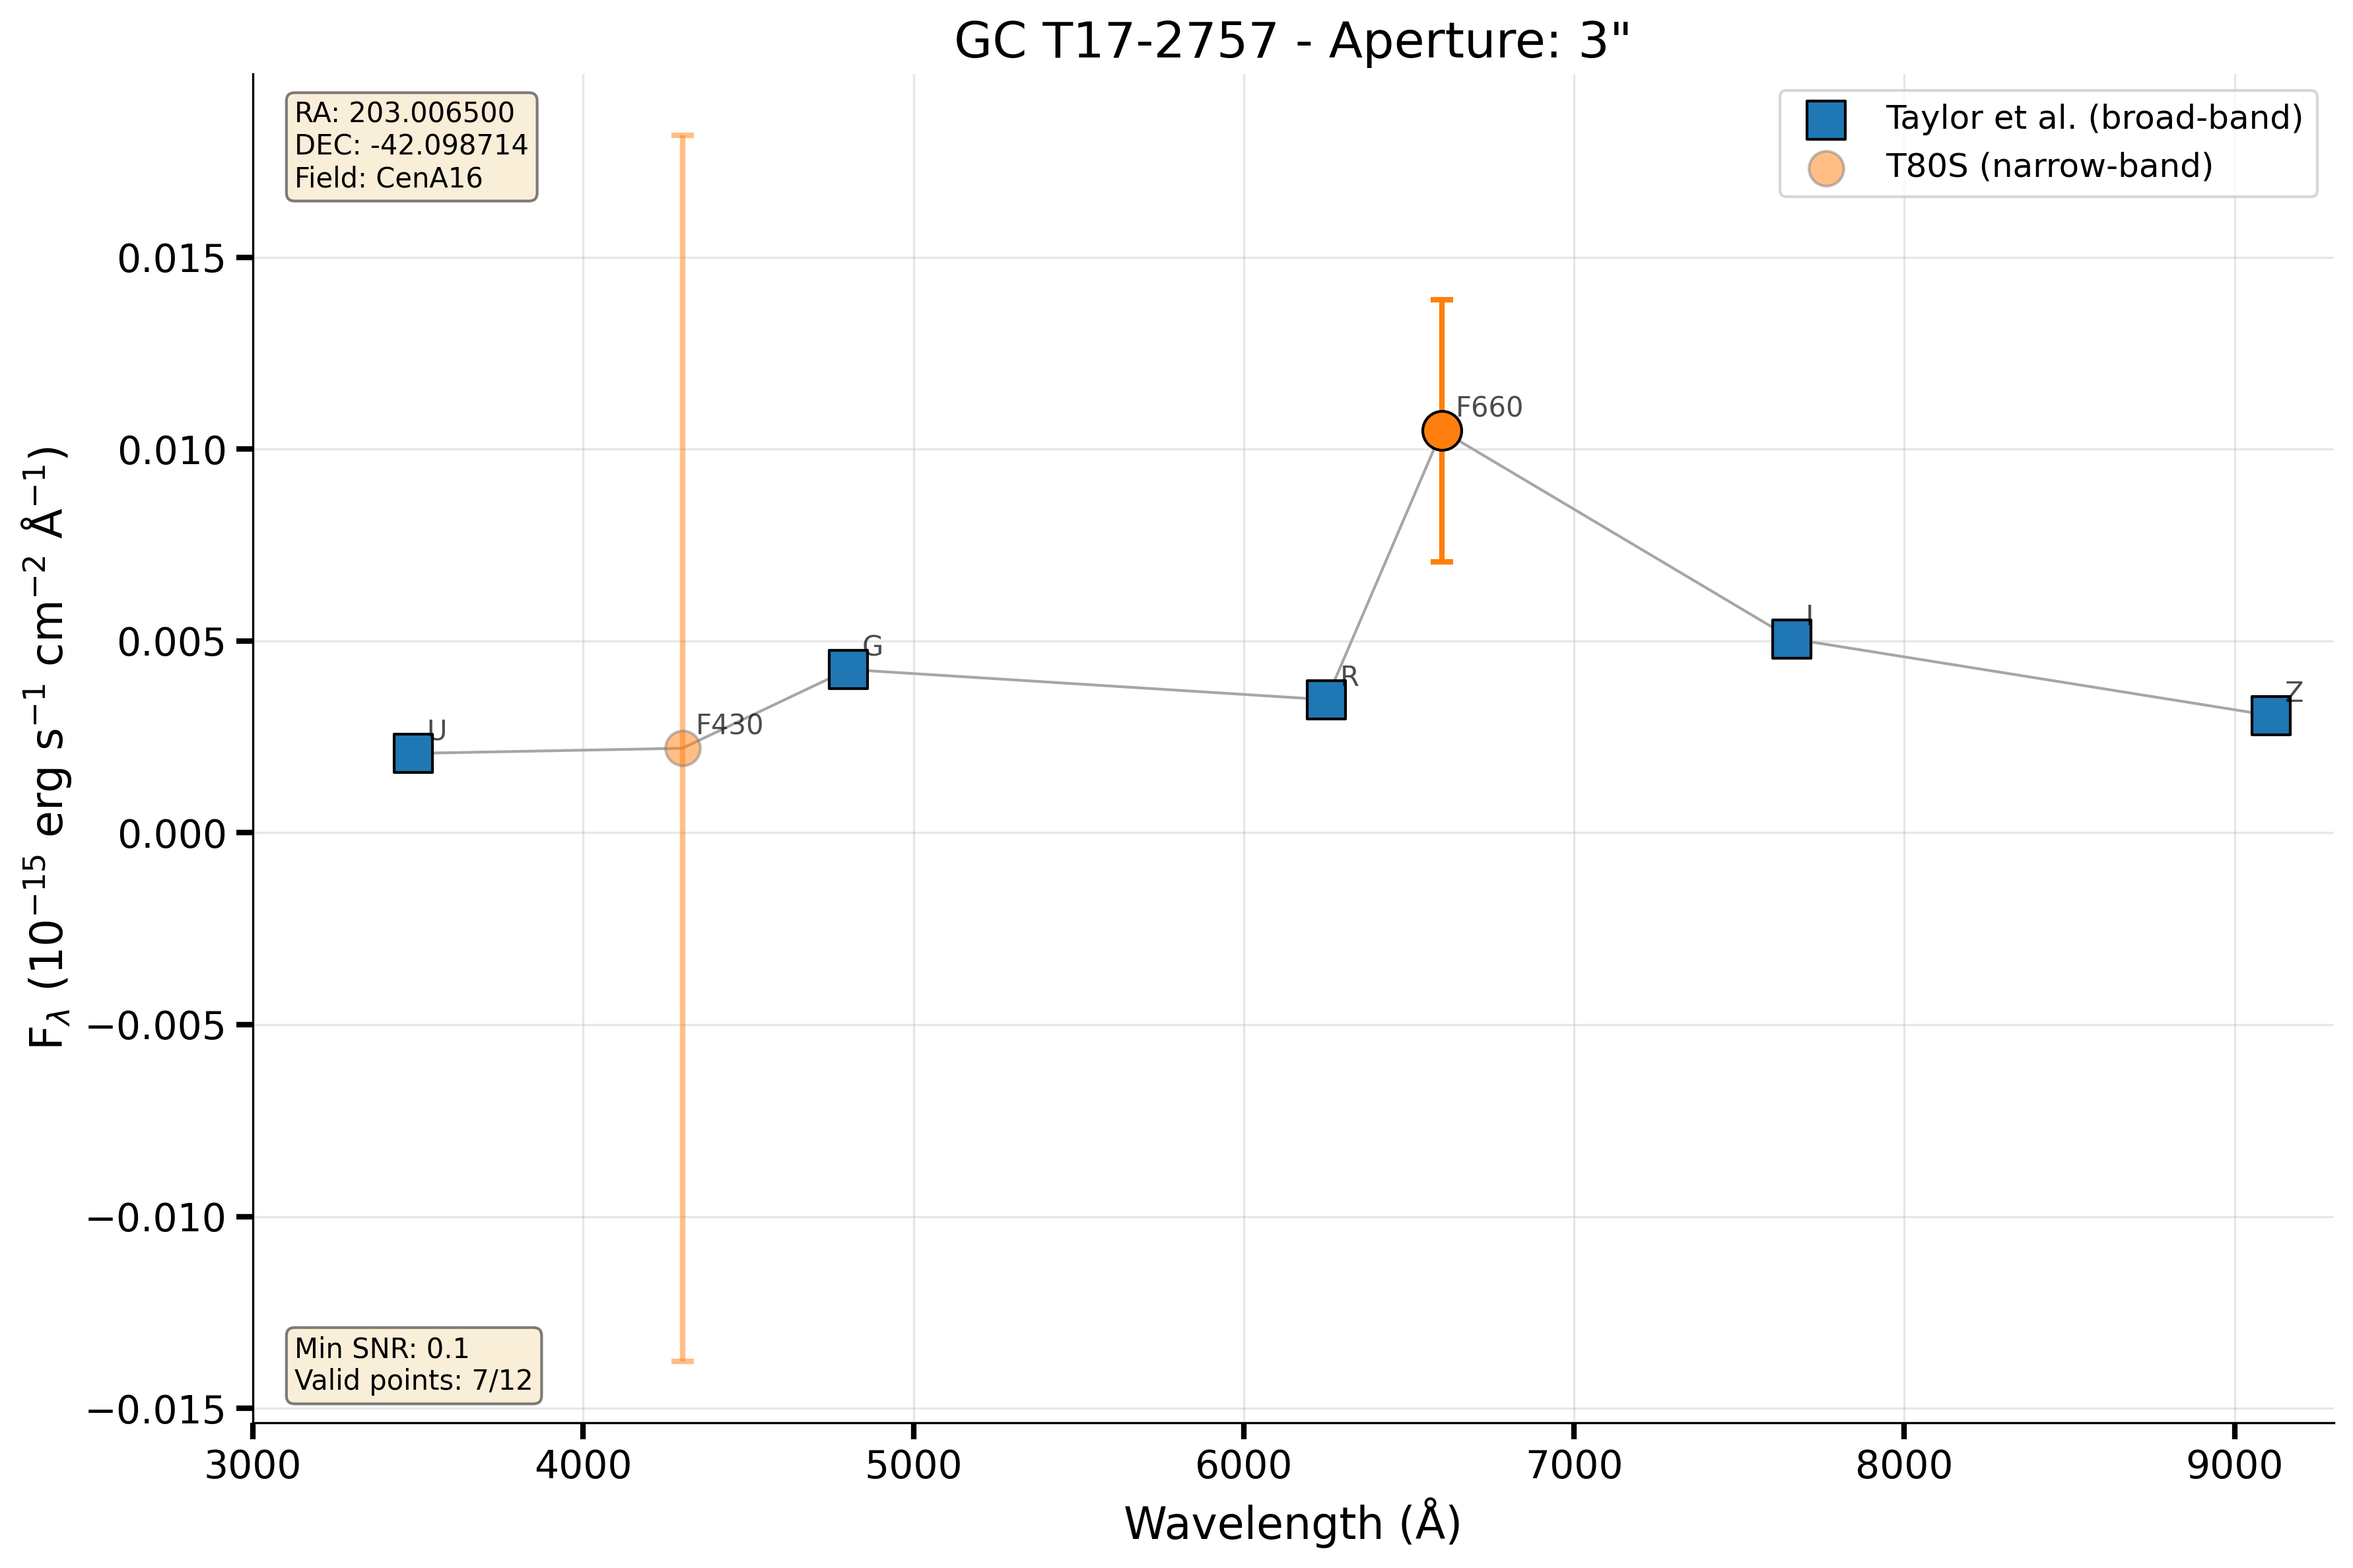 GC T17-2757 - Aperture: 3"
RA: 203.006500
DEC: -42.098714
Field: CenA16
Taylor et al. (broad-band)
T80S (narrow-band)
F$_{\lambda}$ (10$^{-15}$ erg s$^{-1}$ cm$^{-2}$ Å$^{-1}$)
0.015
0.010
0.005
0.000
−0.005
−0.010
−0.015
U
F430
G
R
F660
I
Z
Min SNR: 0.1
Valid points: 7/12
3000 4000 5000 6000 7000 8000 9000
Wavelength (Å)